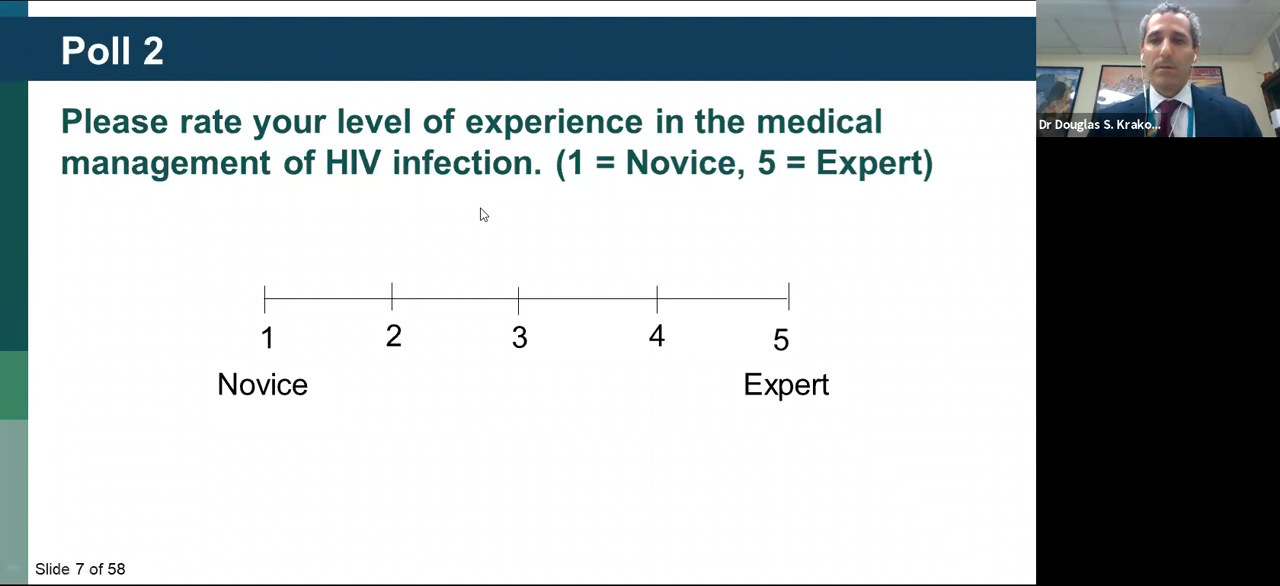 Poll 2
Please rate your level of experience in the medical
management of HIV infection. (1 = Novice, 5 = Expert)
1 2 3 4 5
Novice Expert
Slide 7 of 58
Dr Douglas S. Krako...